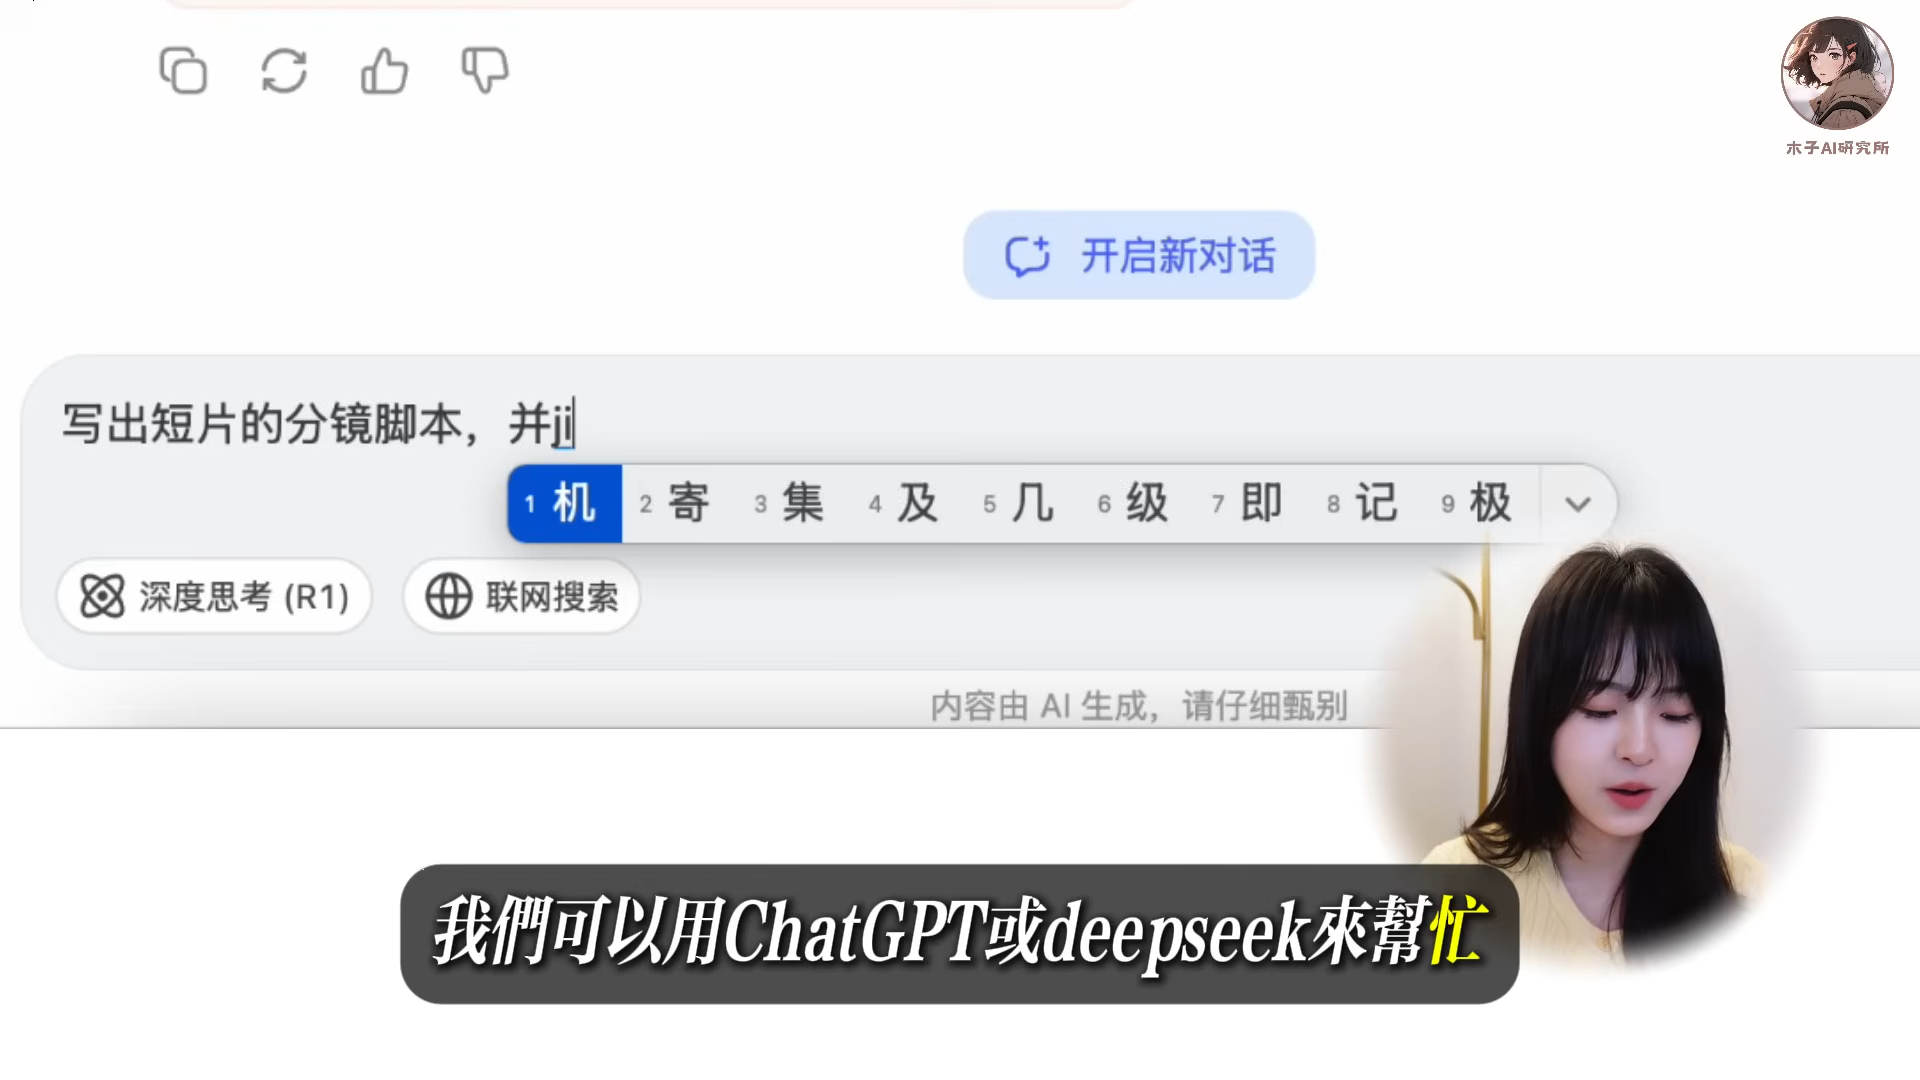 木子AI研究所
开启新对话
写出短片的分镜脚本，并ji
1 机 2 寄 3 集 4 及 5 几 6 级 7 即 8 记 9 极
深度思考 (R1) 联网搜索
内容由 AI 生成，请仔细甄别
我們可以用ChatGPT或deepseek來幫忙